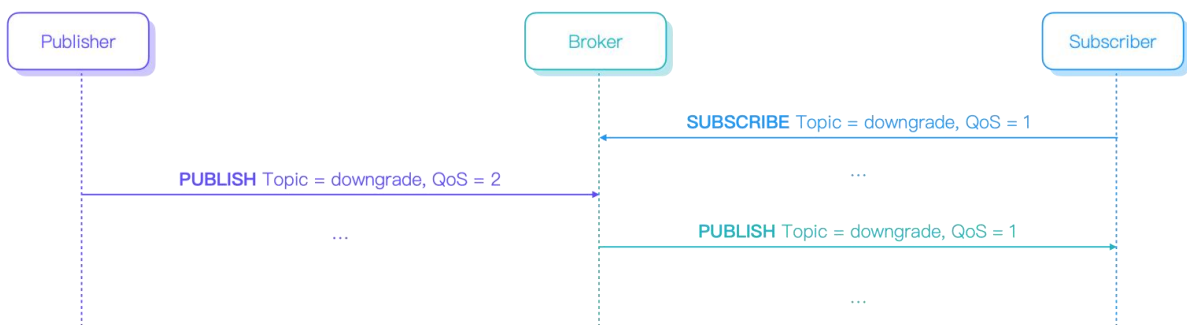 Publisher
Broker
Subscriber
SUBSCRIBE Topic = downgrade, QoS = 1
...
PUBLISH Topic = downgrade, QoS = 2
...
PUBLISH Topic = downgrade, QoS = 1
...